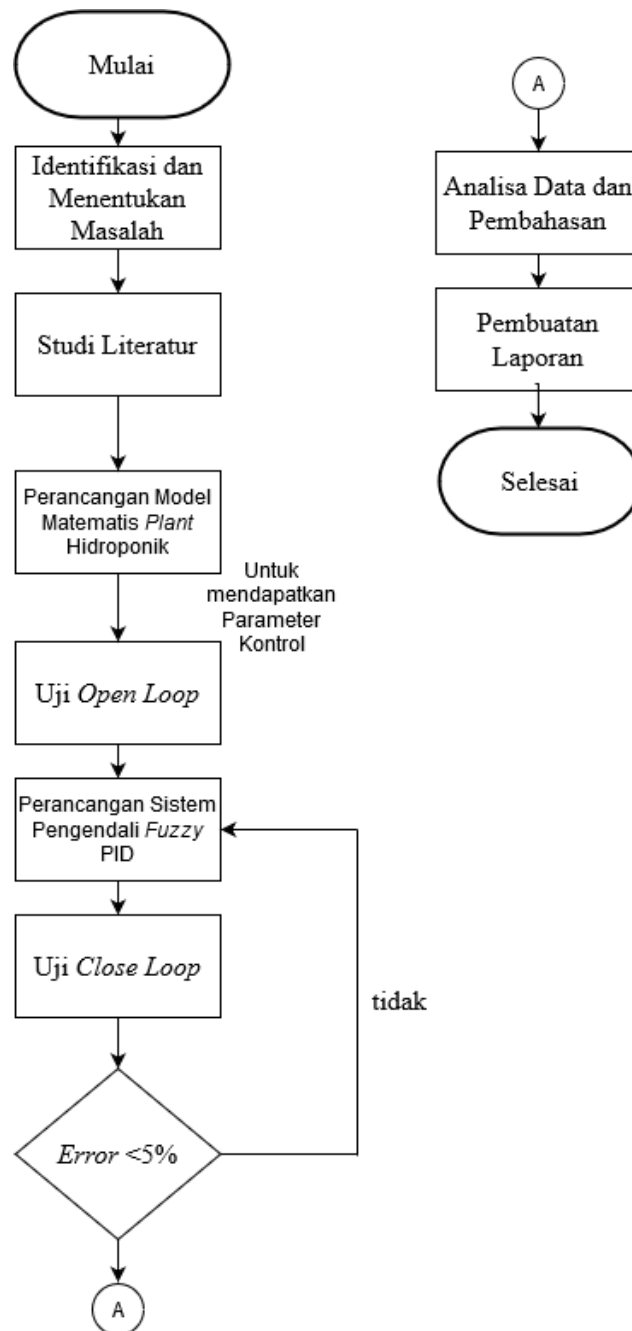 Mulai
Identifikasi dan
Menentukan
Masalah
Studi Literatur
Perancangan Model
Matematis Plant
Hidroponik
Untuk
mendapatkan
Parameter
Kontrol
Uji Open Loop
Perancangan Sistem
Pengendali Fuzzy
PID
Uji Close Loop
tidak
Error <5%
A
A
Analisa Data dan
Pembahasan
Pembuatan
Laporan
Selesai